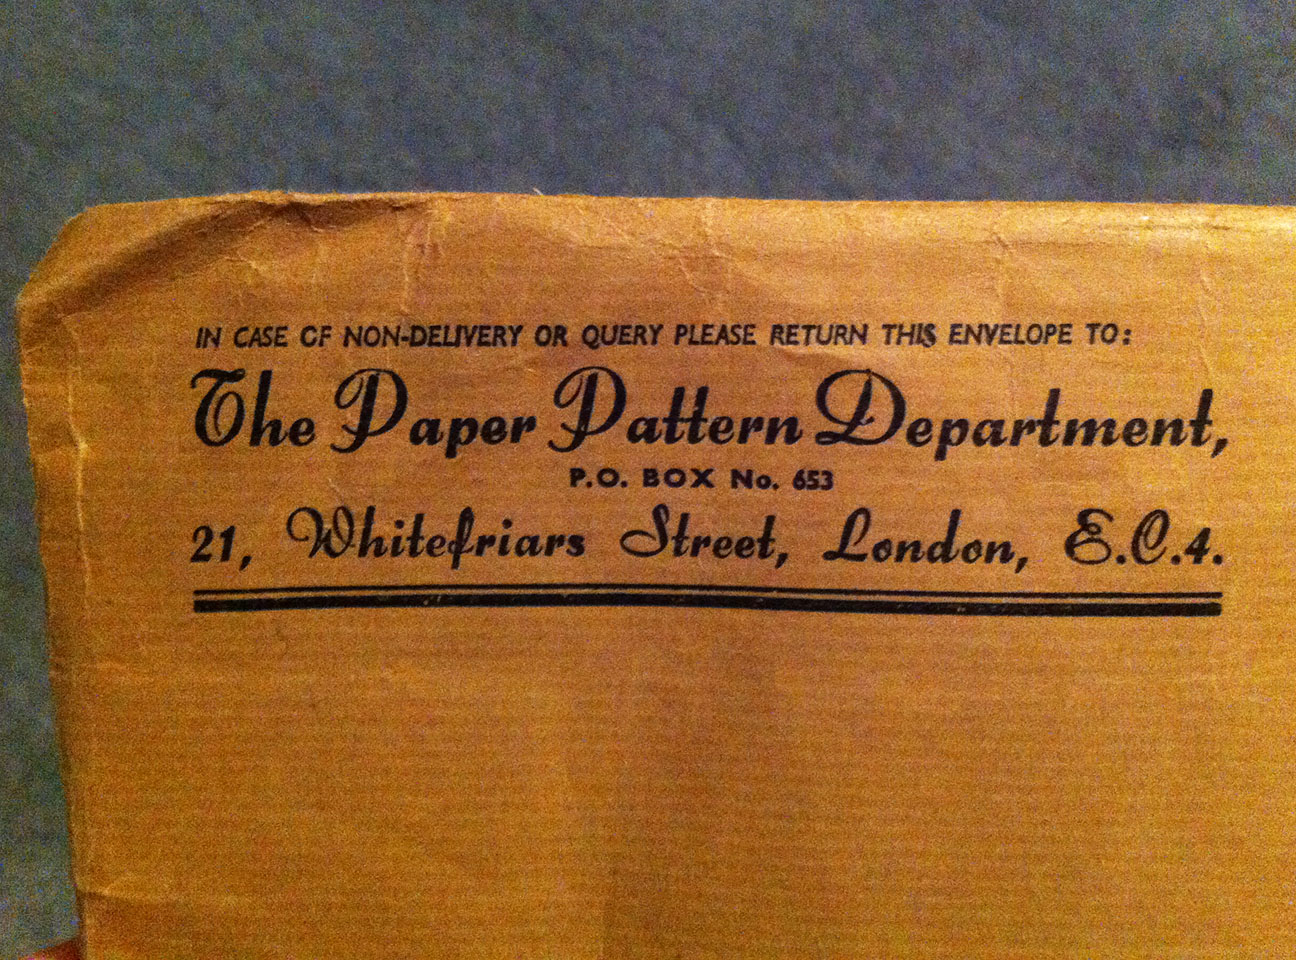 IN CASE OF NON-DELIVERY OR QUERY PLEASE RETURN THIS ENVELOPE TO:
The Paper Pattern Department,
P.O. BOX No. 653
21, Whitefriars Street, London, E.C.4.